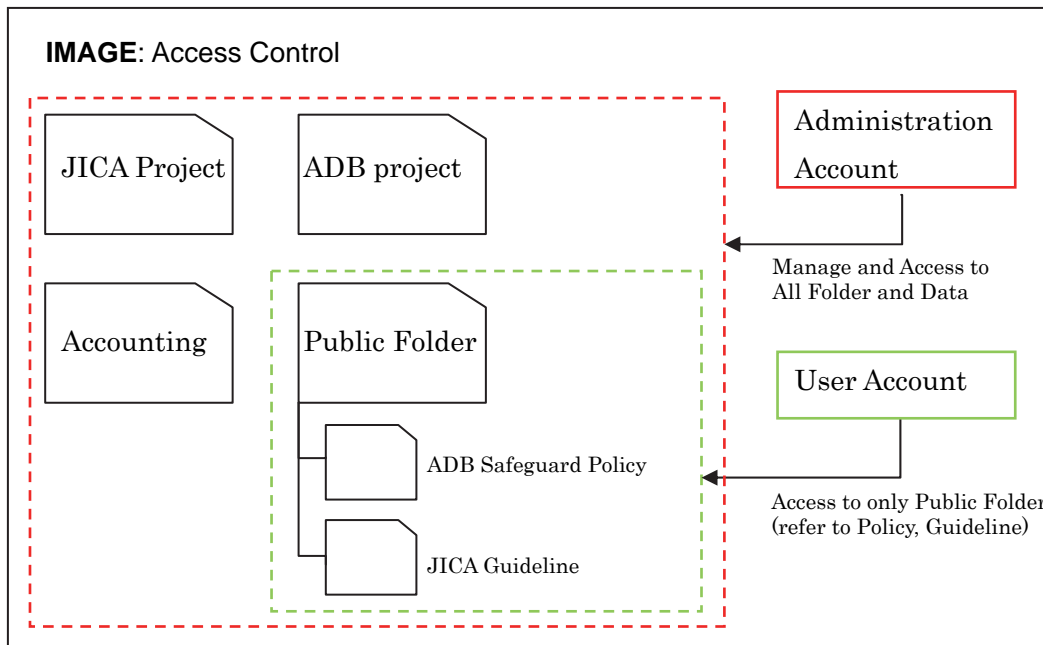 IMAGE: Access Control
JICA Project
ADB project
Administration
Account
Manage and Access to
All Folder and Data
Accounting
Public Folder
User Account
ADB Safeguard Policy
Access to only Public Folder
(refer to Policy, Guideline)
JICA Guideline